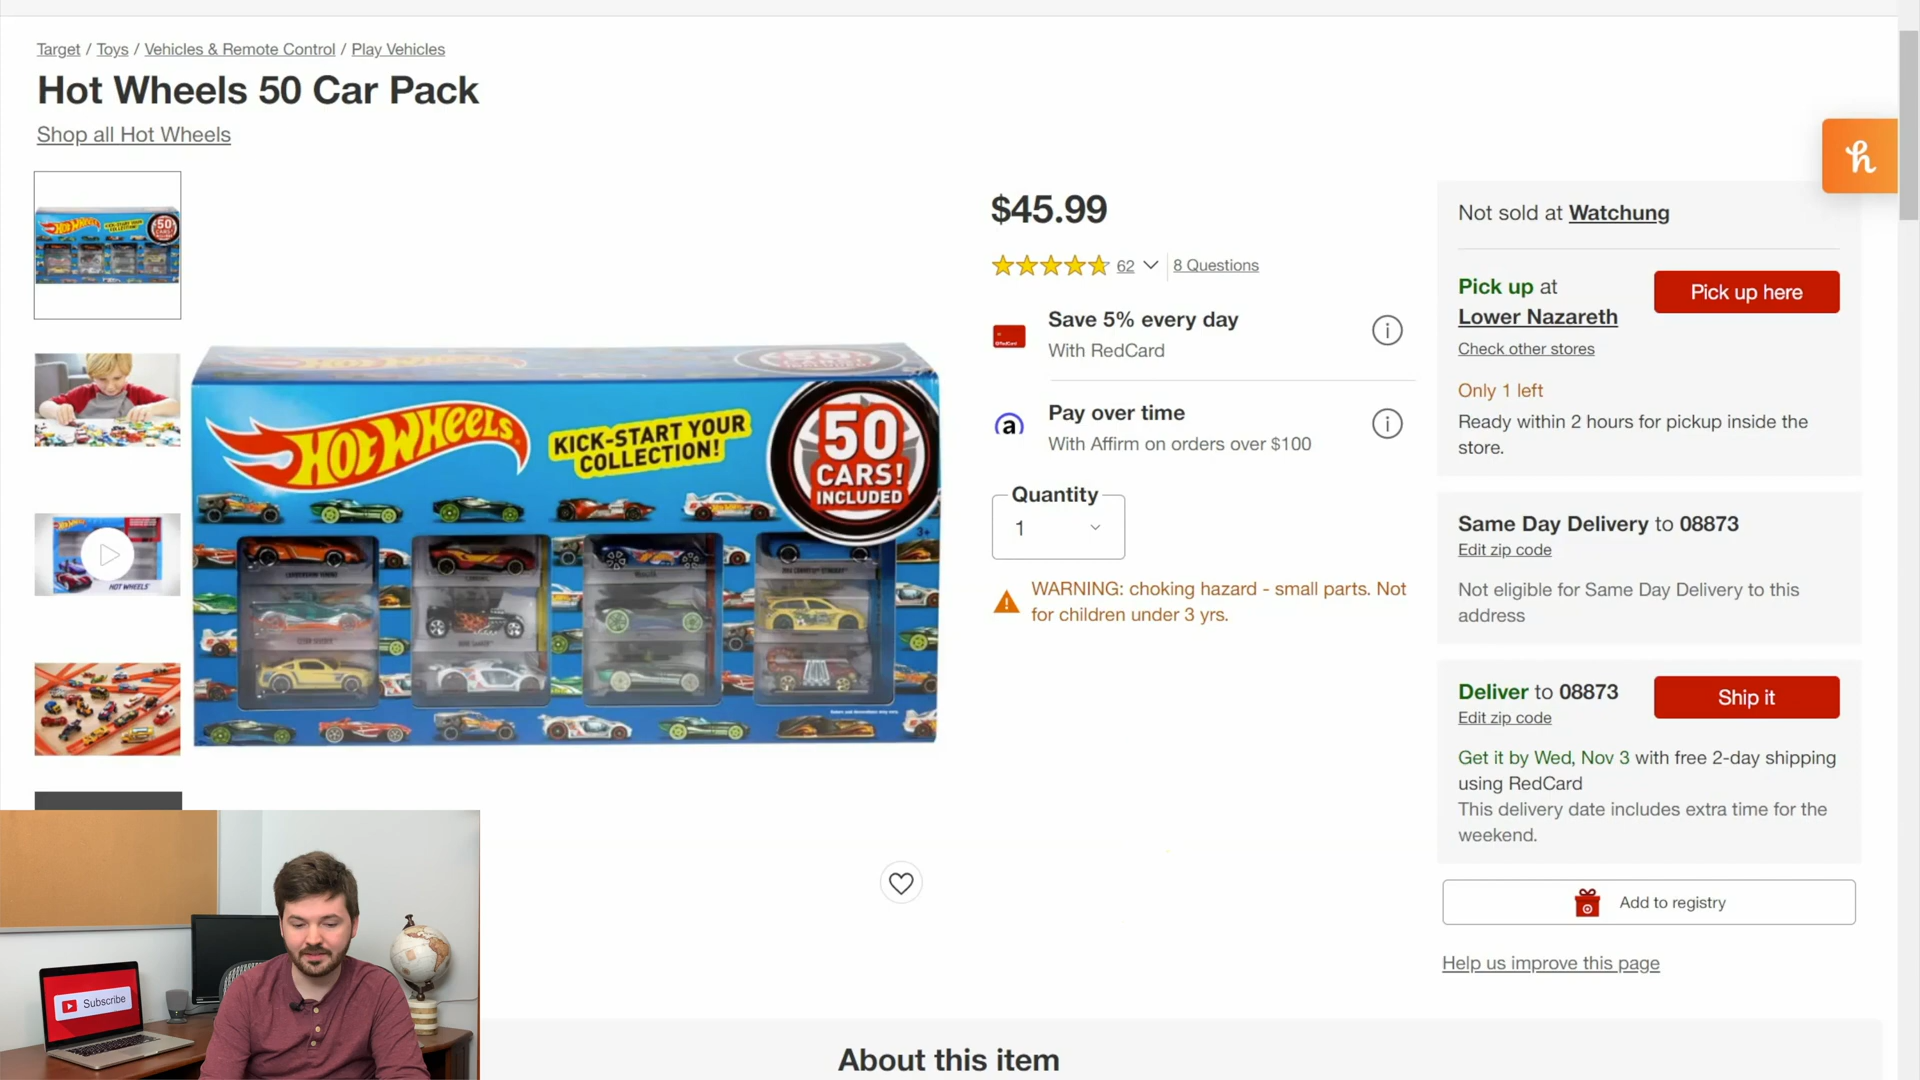 Target / Toys / Vehicles & Remote Control / Play Vehicles
Hot Wheels 50 Car Pack
Shop all Hot Wheels
HOT WHEELS
KICK-START YOUR
COLLECTION!
50
CARS!
INCLUDED
3+
HOT WHEELS
$45.99
62
8 Questions
Save 5% every day
With RedCard
a
Pay over time
With Affirm on orders over $100
Quantity
1
WARNING: choking hazard - small parts. Not
for children under 3 yrs.
h
Not sold at Watchung
Pick up at
Lower Nazareth
Pick up here
Check other stores
Only 1 left
Ready within 2 hours for pickup inside the
store.
Same Day Delivery to 08873
Edit zip code
Not eligible for Same Day Delivery to this
address
Deliver to 08873
Ship it
Edit zip code
Get it by Wed, Nov 3 with free 2-day shipping
using RedCard
This delivery date includes extra time for the
weekend.
Add to registry
Help us improve this page
Subscribe
About this item